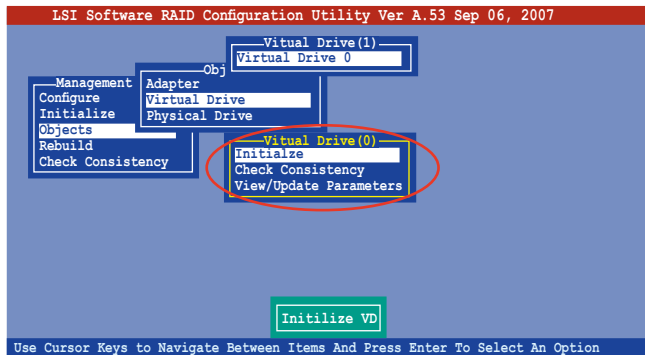 LSI Software RAID Configuration Utility Ver A.53 Sep 06, 2007
Vitual Drive(1)
Virtual Drive 0
Obj
Adapter
Virtual Drive
Physical Drive
Management
Configure
Initialize
Objects
Rebuild
Check Consistency
Vitual Drive(0)
Initialze
Check Consistency
View/Update Parameters
Initilize VD
Use Cursor Keys to Navigate Between Items And Press Enter To Select An Option